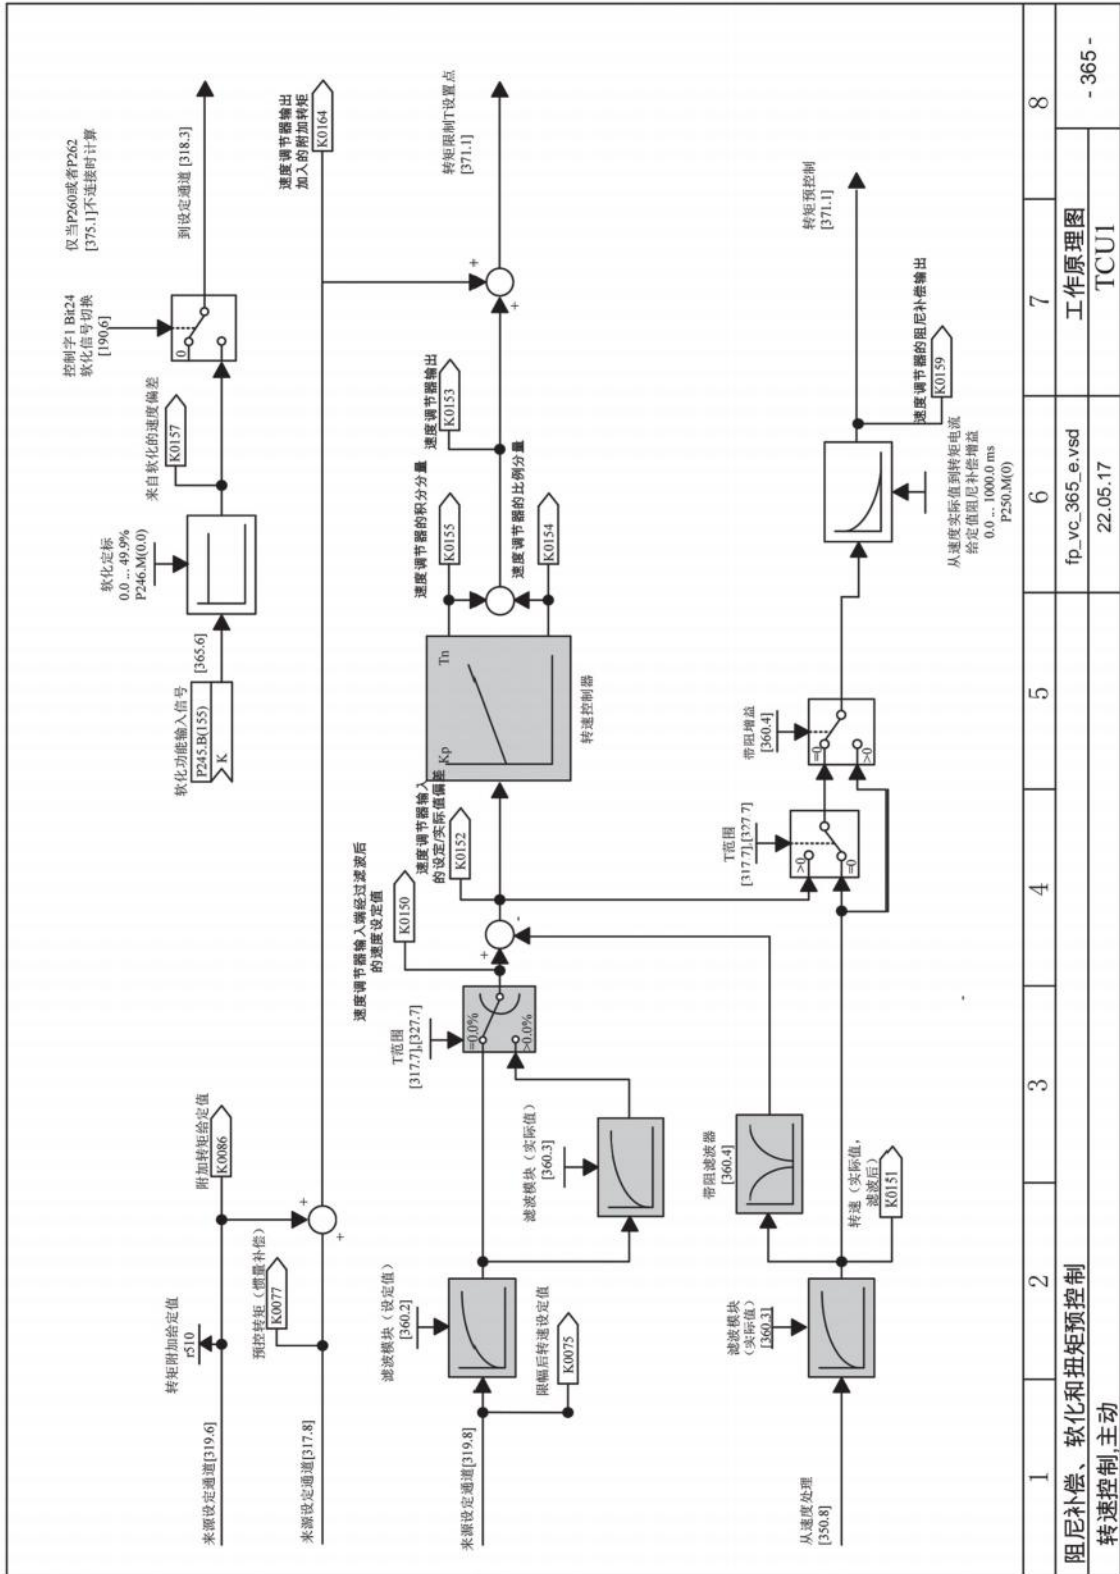 来源设定通道[319.6]
转矩附加给定值
r510
附加转矩给定值
K0086
来源设定通道[317.8]
预控转矩（惯量补偿）
K0077
+
+
软化功能输入信号
P245.B(155)
K
[365.6]
软化定标
0.0 ... 49.9%
P246.M(0.0)
来自软化的速度偏差
K0157
控制字1 Bit24
软化信号切换
[190.6]
0
仅当P260或者P262
[375.1]不连接时计算
到设定通道 [318.3]
速度调节器输出
加入的附加转矩
K0164
来源设定通道[319.8]
限幅后转速设定值
K0075
滤波模块（设定值）
[360.2]
滤波模块（实际值）
[360.3]
T范围
[317.7],[327.7]
=0.0%
>0.0%
速度调节器输入端经过滤波后
的速度设定值
K0150
+
-
速度调节器输入
的设定/实际值偏差
K0152
Kp
Tn
转速控制器
速度调节器的积分分量
K0155
速度调节器的比例分量
K0154
速度调节器输出
K0153
+
+
转矩限制T设置点
[371.1]
从速度处理
[350.8]
滤波模块
（实际值）
[360.3]
带阻滤波器
[360.4]
转速（实际值，
滤波后）
K0151
T范围
[317.7],[327.7]
>0
=0
带阻增益
[360.4]
=0
>0
从速度实际值到转矩电流
给定值阻尼补偿增益
0.0 ... 1000.0 ms
P250.M(0)
速度调节器的阻尼补偿输出
K0159
转矩预控制
[371.1]
1 2 3 4 5 6 7 8
阻尼补偿、软化和扭矩预控制
转速控制,主动
fp_vc_365_e.vsd
22.05.17
工作原理图
TCU1
- 365 -